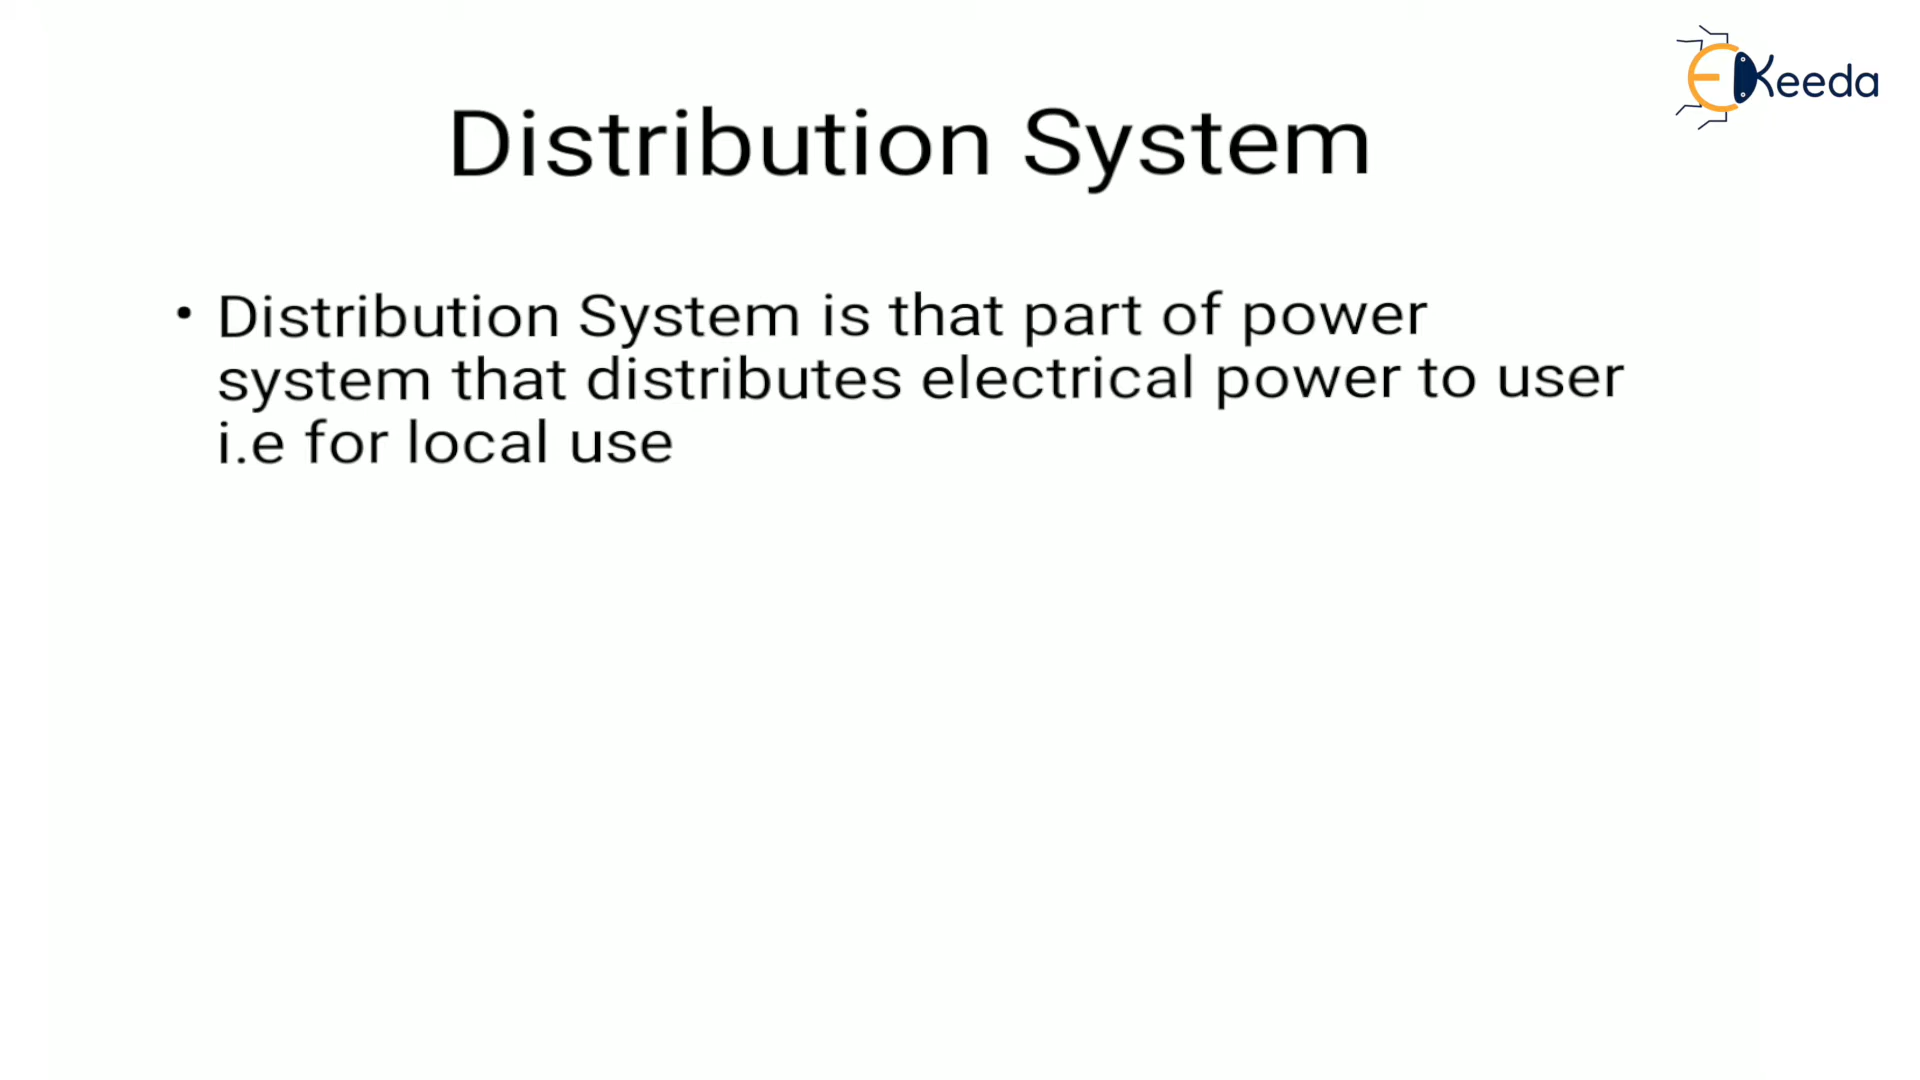 EKeeda
Distribution System
• Distribution System is that part of power
system that distributes electrical power to user
i.e for local use